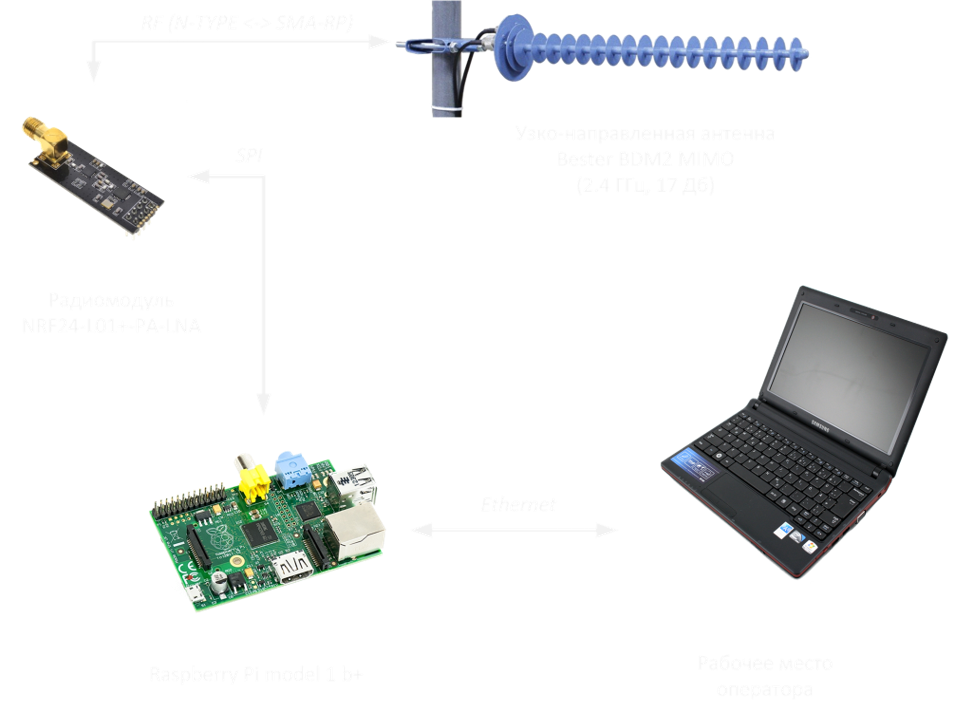 RF (N-TYPE <-> SMA-RP)
Узко-направленная антенна
Bester BDM2 MIMO
(2.4 ГГц, 17 Дб)
SPI
Радиомодуль
NRF24-L01+-PA-LNA
SAMSUNG
Ethernet
Raspberry Pi model 1 b+
Рабочее место
оператора